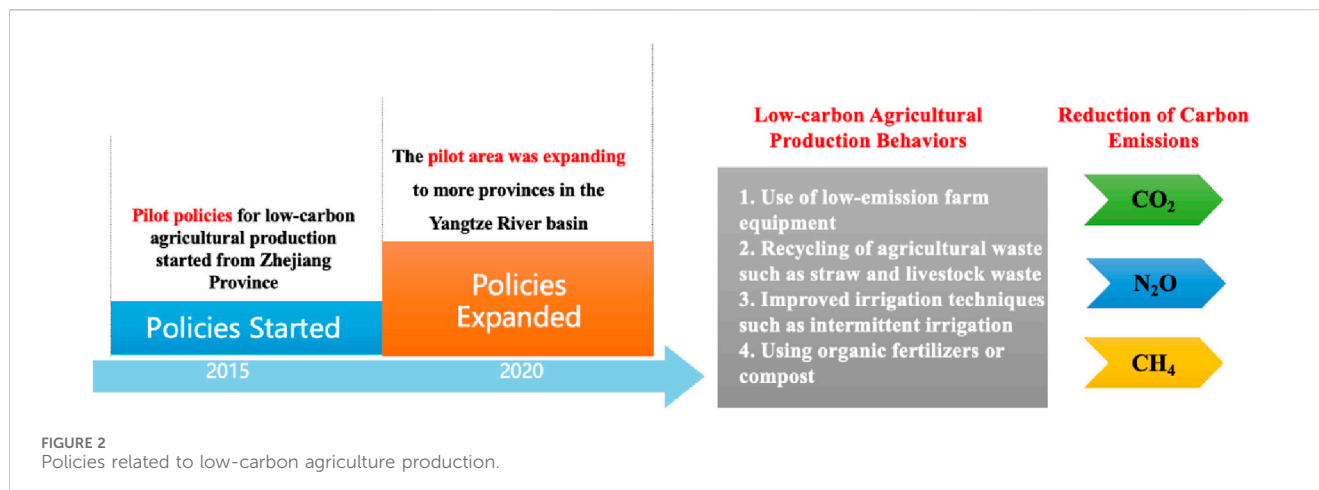 Pilot policies for low-carbon
agricultural production
started from Zhejiang
Province
Policies Started
2015
The pilot area was expanding
to more provinces in the
Yangtze River basin
Policies
Expanded
2020
Low-carbon Agricultural
Production Behaviors
1. Use of low-emission farm
equipment
2. Recycling of agricultural waste
such as straw and livestock waste
3. Improved irrigation techniques
such as intermittent irrigation
4. Using organic fertilizers or
compost
Reduction of Carbon
Emissions
CO₂
N₂O
CH₄
FIGURE 2
Policies related to low-carbon agriculture production.